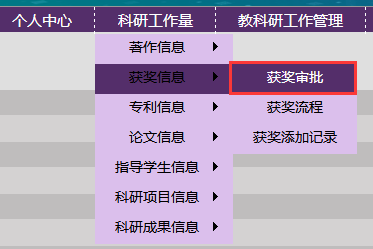 个人中心 科研工作量 教科研工作管理
著作信息
获奖信息 获奖审批
专利信息 获奖流程
论文信息 获奖添加记录
指导学生信息
科研项目信息
科研成果信息